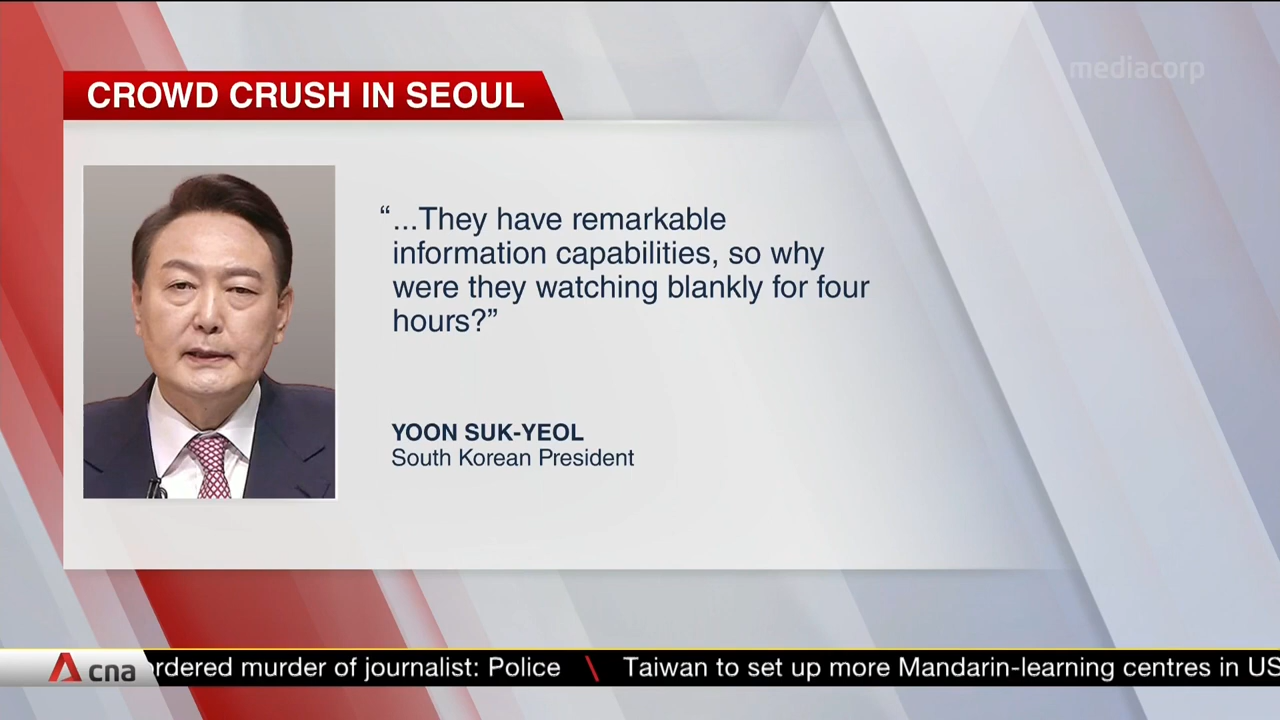 mediacorp
CROWD CRUSH IN SEOUL
“...They have remarkable
information capabilities, so why
were they watching blankly for four
hours?”
YOON SUK-YEOL
South Korean President
cna
murder of journalist: Police \ Taiwan to set up more Mandarin-learning centres in US